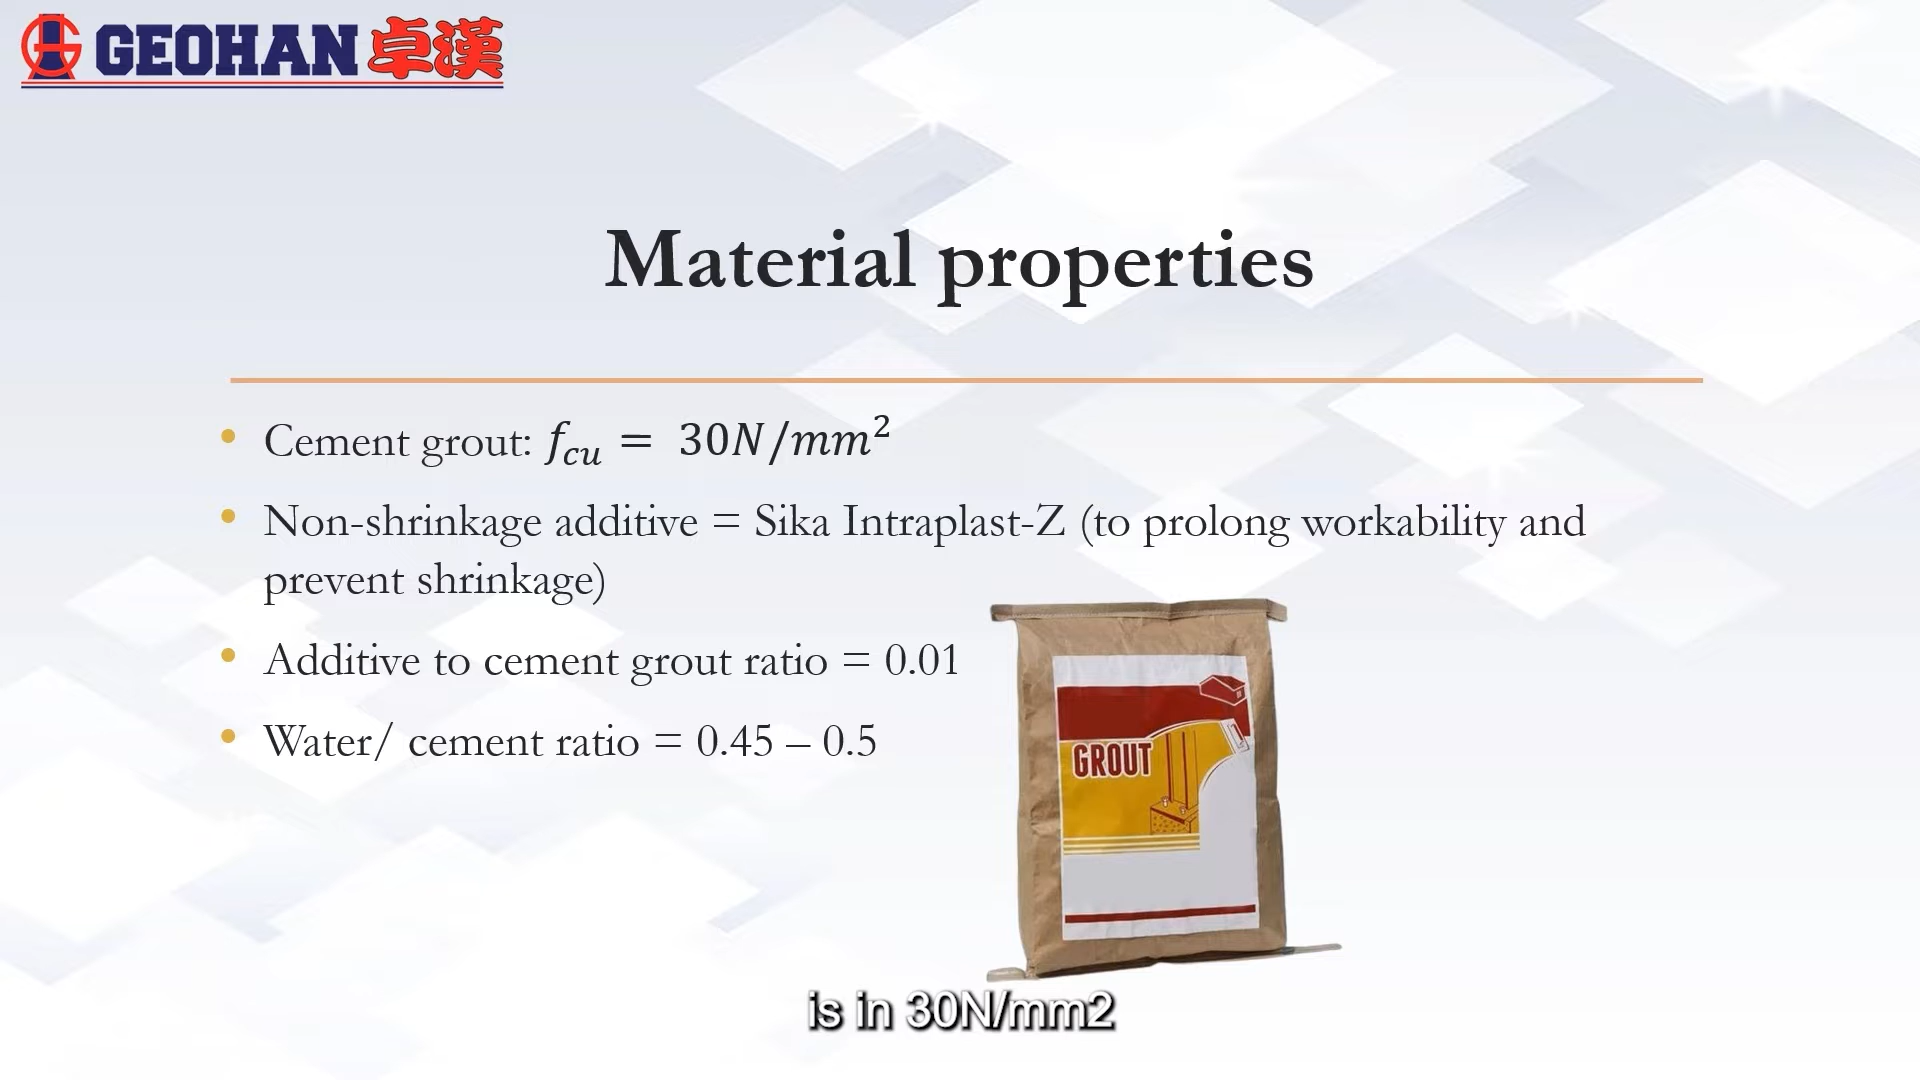 GEOHAN 卓漢
Material properties
• Cement grout: f_cu = 30N/mm²
• Non-shrinkage additive = Sika Intraplast-Z (to prolong workability and
prevent shrinkage)
• Additive to cement grout ratio = 0.01
• Water/ cement ratio = 0.45 – 0.5
GROUT
is in 30N/mm2